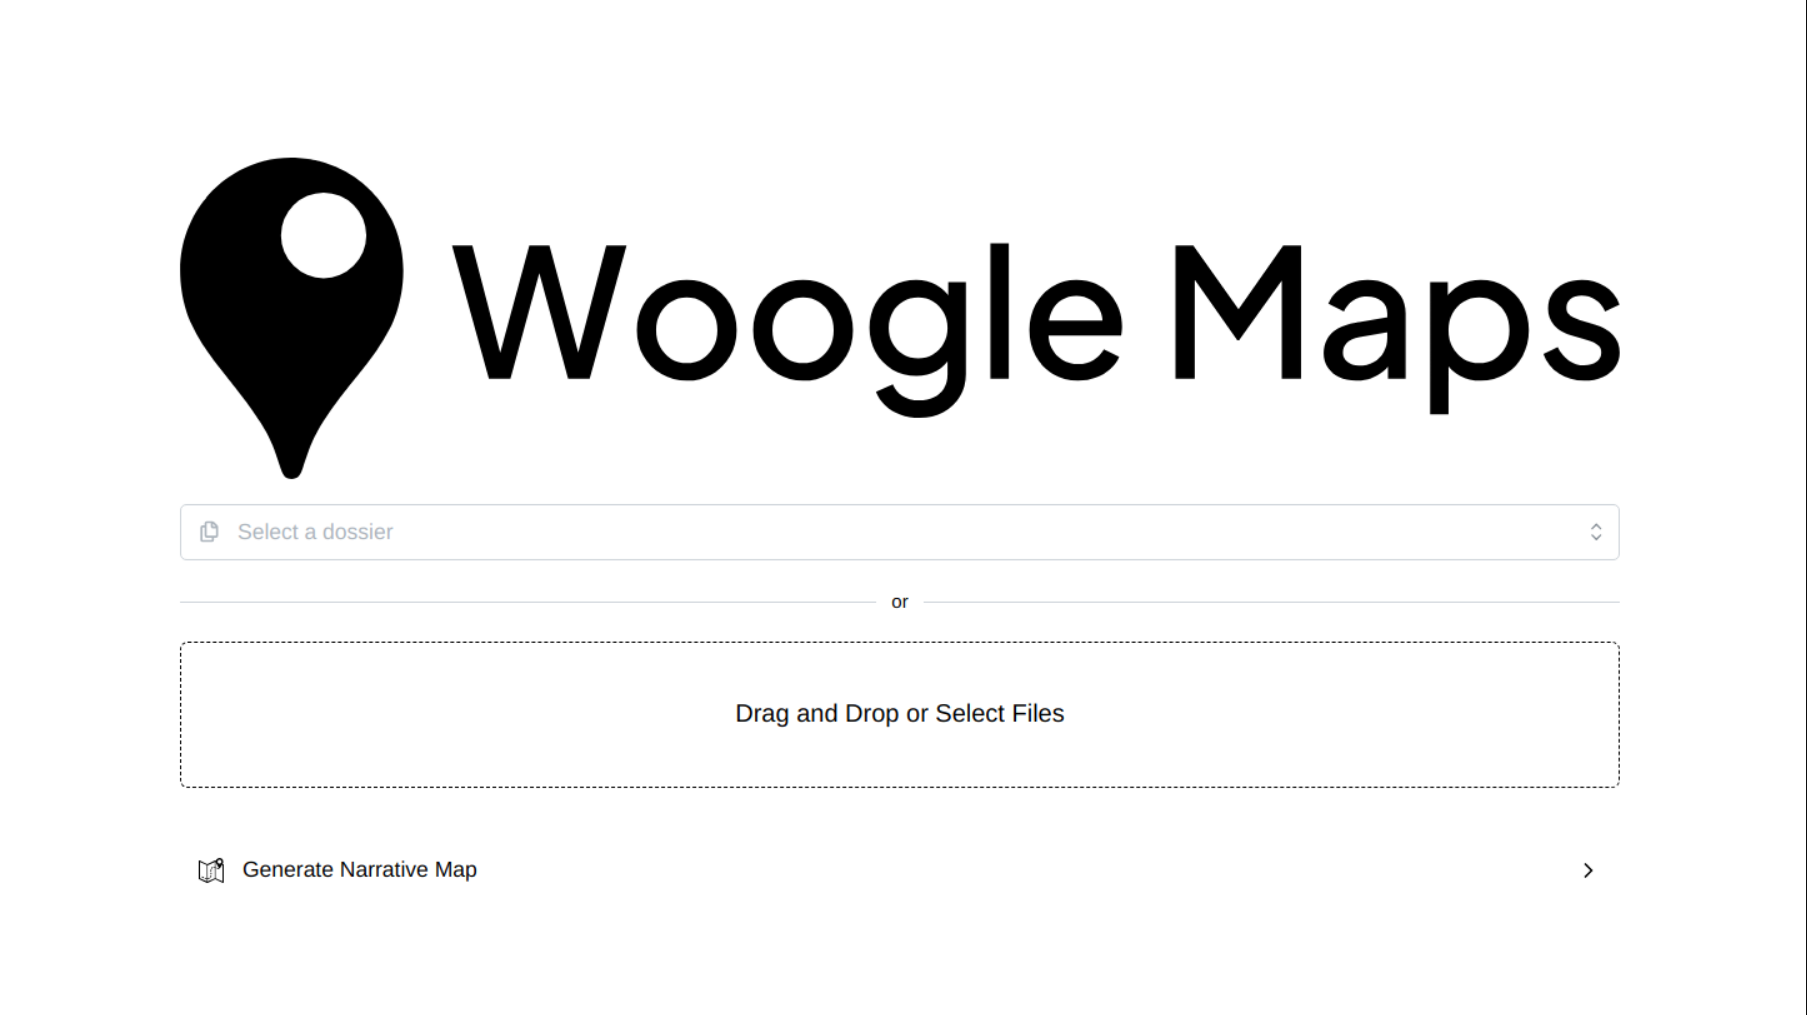 Woogle Maps
Select a dossier
or
Drag and Drop or Select Files
Generate Narrative Map